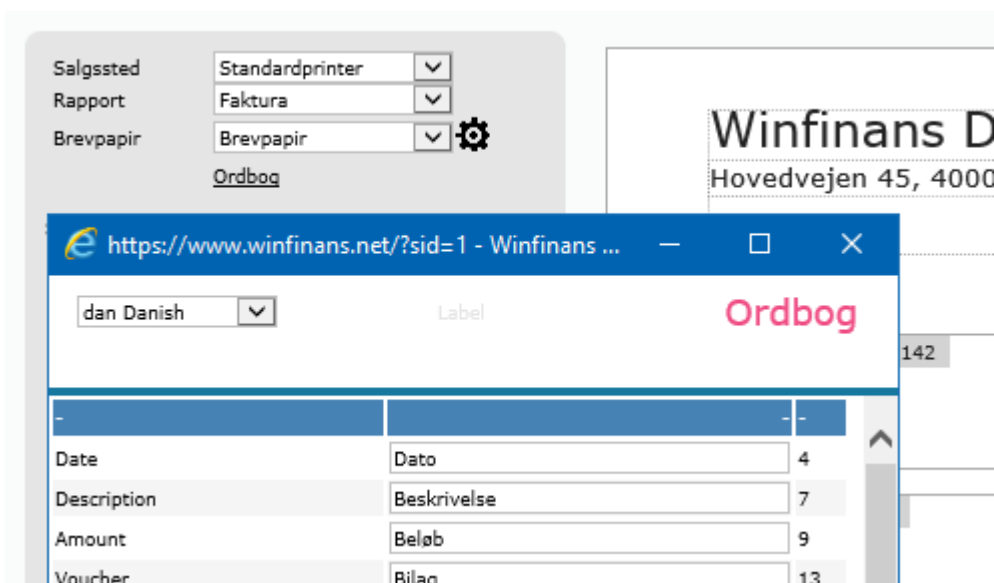 Salgssted Standardprinter
Rapport Faktura
Brevpapir Brevpapir
Ordbog
Winfinans
Hovedvejen 45, 4000
https://www.winfinans.net/?sid=1 - Winfinans ...
dan Danish Label Ordbog
142
- - -
Date Dato 4
Description Beskrivelse 7
Amount Beløb 9
Voucher Bilag 13